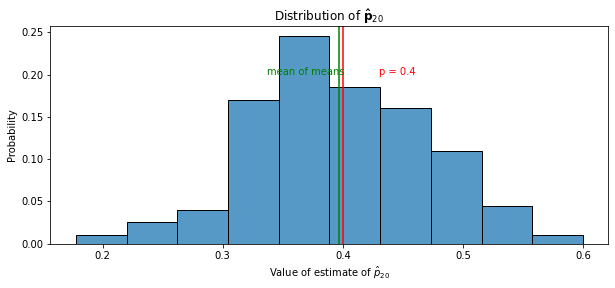 Distribution of p̂₂₀
0.25
0.20
0.15
0.10
0.05
0.00
Probability
mean of means
p = 0.4
0.2 0.3 0.4 0.5 0.6
Value of estimate of p̂₂₀